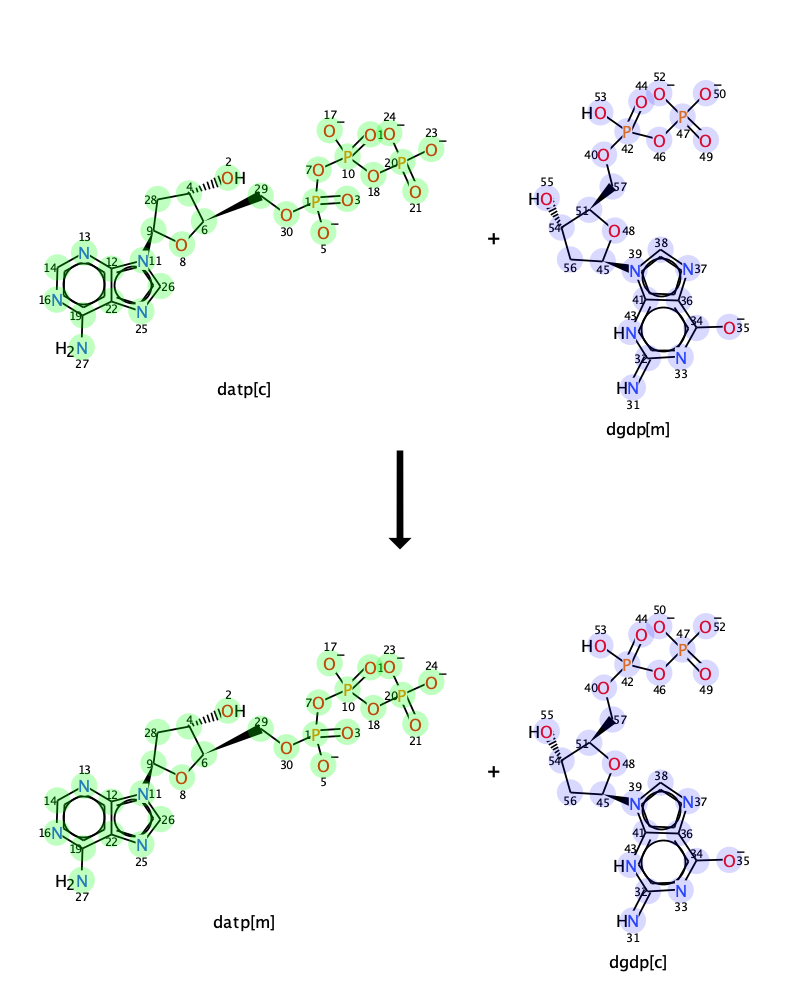 17 24
O− O1 O− O− 23
P 20 P
2 10
OH 7 O O 18
O 21
28 4 29
1 P O 3
O 30
9 6
O− 5
O 8
13
N
14 12 N 11
26
16 N
19 22 N
25
H2N
27
datp[c]
+
52
44 O− O− 50
53 O
HO P P 47
42
O O 49
46
40 O
57
55
HO 51
54 O 48
56 45
38
39
N N 37
41 36
43
HN 34 O− 35
32 N
33
HN
31
dgdp[m]
17 23
O− O1 O− O− 24
P 20 P
2 10
OH 7 O O 18
O 21
28 4 29
1 P O 3
O 30
9 6
O− 5
O 8
13
N
14 12 N 11
26
16 N
19 22 N
25
H2N
27
datp[m]
+
50
44 O− O− 52
53 O 47
HO P P
42
O O 49
46
40 O
57
55
HO 51
54 O 48
56 45
38
39
N N 37
41 36
43
HN 34 O− 35
32 N
33
HN
31
dgdp[c]